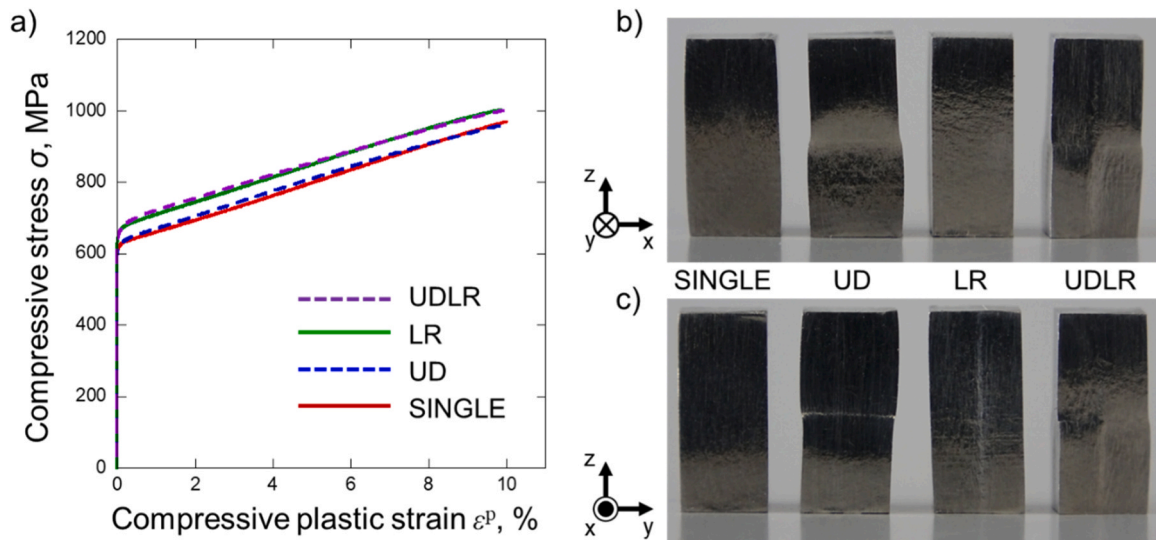 a)
1200
1000
800
600
400
200
0
0 2 4 6 8 10
Compressive stress σ, MPa
Compressive plastic strain εᵖ, %
UDLR
LR
UD
SINGLE
b)
z
y x
SINGLE UD LR UDLR
c)
z
x y